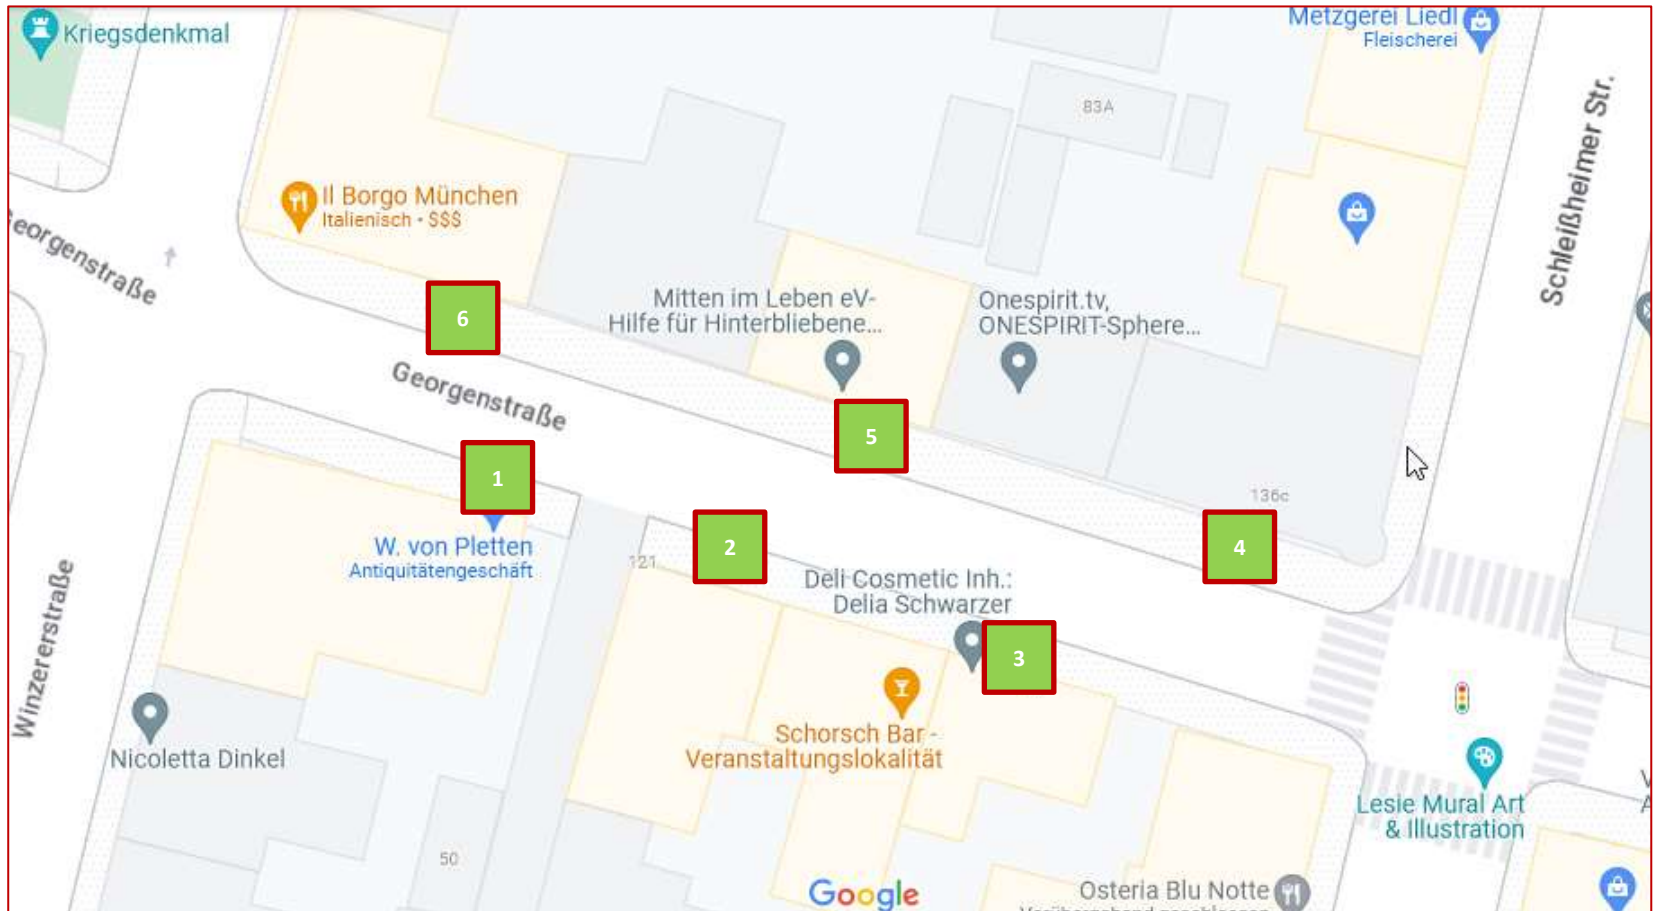 Kriegsdenkmal
Metzgerei Liedl
Fleischerei
83A
Schleißheimer Str.
Il Borgo München
Italienisch • $$$
eorgenstraße
Mitten im Leben eV-
Hilfe für Hinterbliebene...
Onespirit.tv,
ONESPIRIT-Sphere...
6
Georgenstraße
5
1
136c
W. von Pletten
Antiquitätengeschäft
121
2
4
Deli Cosmetic Inh.:
Delia Schwarzer
3
Winzererstraße
Nicoletta Dinkel
Schorsch Bar -
Veranstaltungslokalität
Lesie Mural Art
& Illustration
50
Google
Osteria Blu Notte